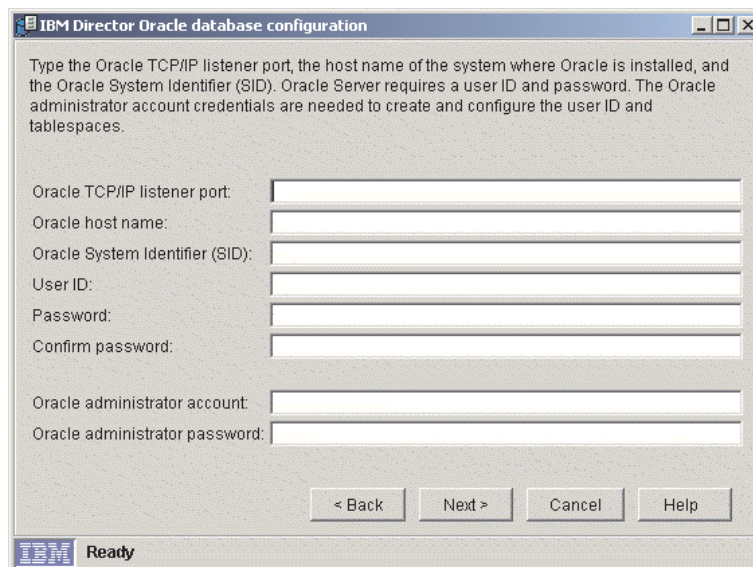 IBM Director Oracle database configuration
Type the Oracle TCP/IP listener port, the host name of the system where Oracle is installed, and
the Oracle System Identifier (SID). Oracle Server requires a user ID and password. The Oracle
administrator account credentials are needed to create and configure the user ID and
tablespaces.
Oracle TCP/IP listener port:
Oracle host name:
Oracle System Identifier (SID):
User ID:
Password:
Confirm password:
Oracle administrator account:
Oracle administrator password:
< Back Next > Cancel Help
IBM Ready